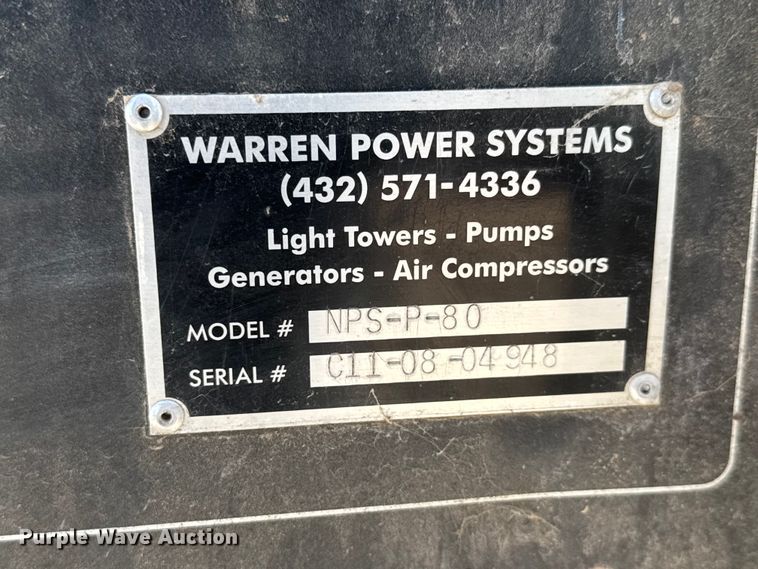 WARREN POWER SYSTEMS
(432) 571-4336
Light Towers - Pumps
Generators - Air Compressors
MODEL # NPS-P-80
SERIAL # C11-08-04948
Purple Wave Auction